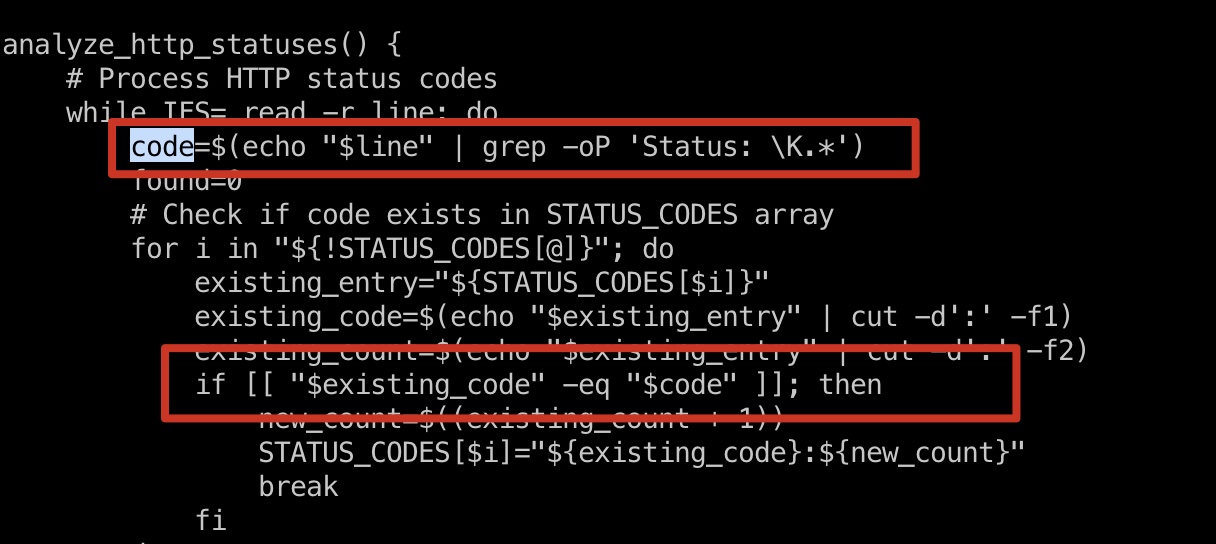 analyze_http_statuses() {
    # Process HTTP status codes
    while IFS= read -r line; do
        code=$(echo "$line" | grep -oP 'Status: \K.*')
        found=0
        # Check if code exists in STATUS_CODES array
        for i in "${!STATUS_CODES[@]}"; do
            existing_entry="${STATUS_CODES[$i]}"
            existing_code=$(echo "$existing_entry" | cut -d':' -f1)
            existing_count=$(echo "$existing_entry" | cut -d':' -f2)
            if [[ "$existing_code" -eq "$code" ]]; then
                new_count=$((existing_count + 1))
                STATUS_CODES[$i]="${existing_code}:${new_count}"
                break
            fi